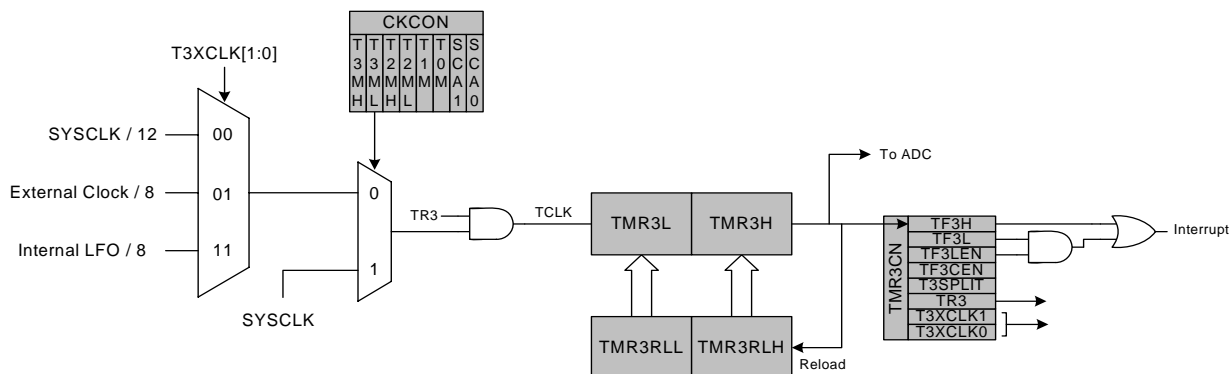 CKCON
T3MH T3ML T2MH T2ML T1M T0M SCA1 SCA0
T3XCLK[1:0]
SYSCLK / 12
00
External Clock / 8
01
Internal LFO / 8
11
0
1
SYSCLK
TR3
TCLK
TMR3L
TMR3H
To ADC
TMR3RLL
TMR3RLH
Reload
TMR3CN
TF3H
TF3L
TF3LEN
TF3CEN
T3SPLIT
TR3
T3XCLK1
T3XCLK0
Interrupt